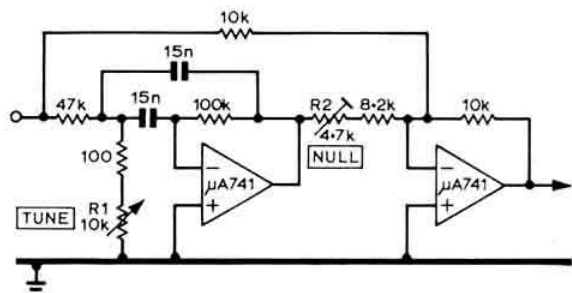 10k
15n
47k
15n
100k
R2
4·7k
8·2k
10k
NULL
100
−
+
μA741
−
+
μA741
TUNE
R1
10k